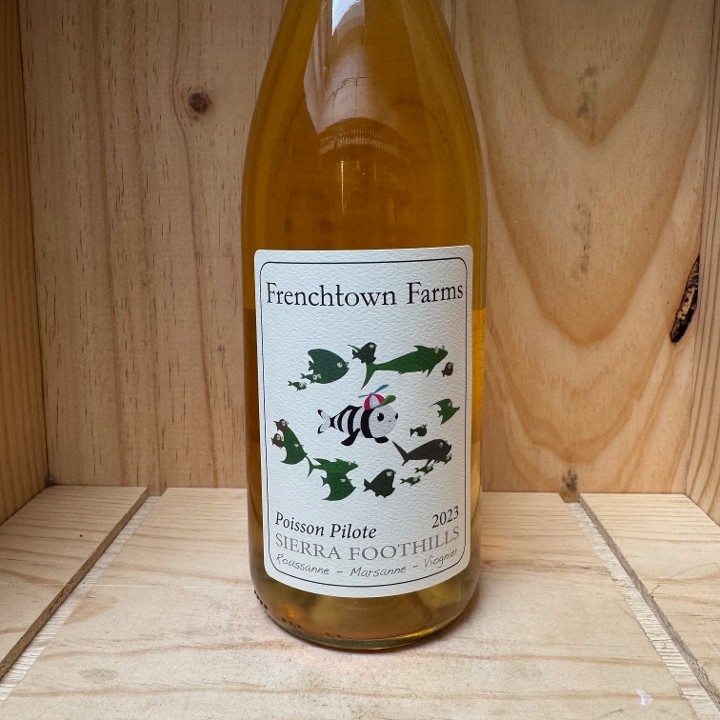 Frenchtown Farms
Poisson Pilote 2023
SIERRA FOOTHILLS
Roussanne - Marsanne - Viognier